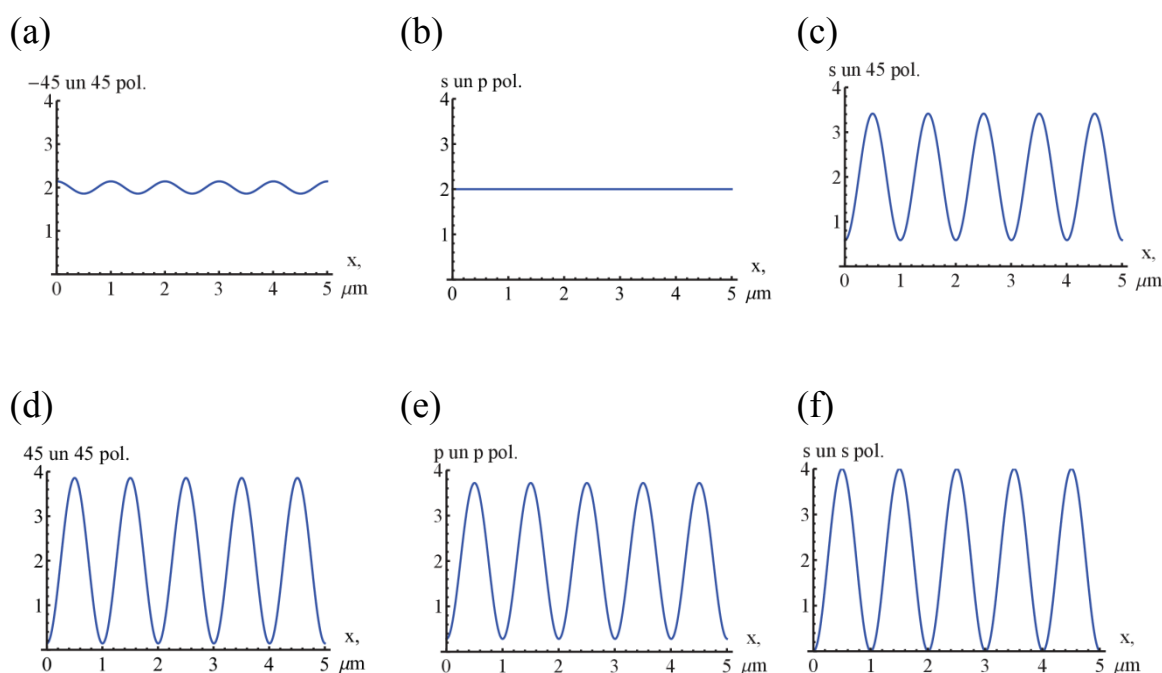 (a)
(b)
(c)
−45 un 45 pol.
4
3
2
1
0 1 2 3 4 5
x,
μm
s un p pol.
4
3
2
1
0 1 2 3 4 5
x,
μm
s un 45 pol.
4
3
2
1
0 1 2 3 4 5
x,
μm
(d)
(e)
(f)
45 un 45 pol.
4
3
2
1
0 1 2 3 4 5
x,
μm
p un p pol.
4
3
2
1
0 1 2 3 4 5
x,
μm
s un s pol.
4
3
2
1
0 1 2 3 4 5
x,
μm